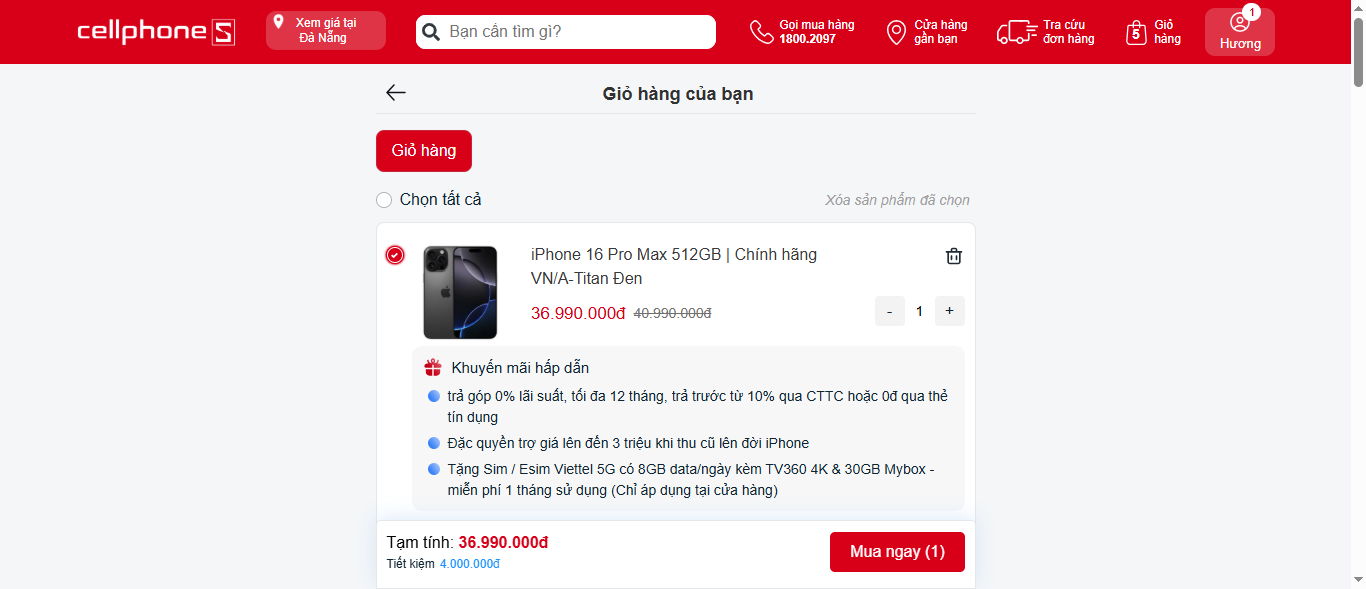 cellphoneS
Xem giá tại
Đà Nẵng
Bạn cần tìm gì?
Gọi mua hàng
1800.2097
Cửa hàng
gần bạn
Tra cứu
đơn hàng
5
Giỏ
hàng
1
Hương
Giỏ hàng của bạn
Giỏ hàng
Chọn tất cả
Xóa sản phẩm đã chọn
iPhone 16 Pro Max 512GB | Chính hãng
VN/A-Titan Đen
36.990.000đ 40.990.000đ
- 1 +
Khuyến mãi hấp dẫn
trả góp 0% lãi suất, tối đa 12 tháng, trả trước từ 10% qua CTTC hoặc 0đ qua thẻ
tín dụng
Đặc quyền trợ giá lên đến 3 triệu khi thu cũ lên đời iPhone
Tặng Sim / Esim Viettel 5G có 8GB data/ngày kèm TV360 4K & 30GB Mybox -
miễn phí 1 tháng sử dụng (Chỉ áp dụng tại cửa hàng)
Tạm tính: 36.990.000đ
Tiết kiệm 4.000.000đ
Mua ngay (1)